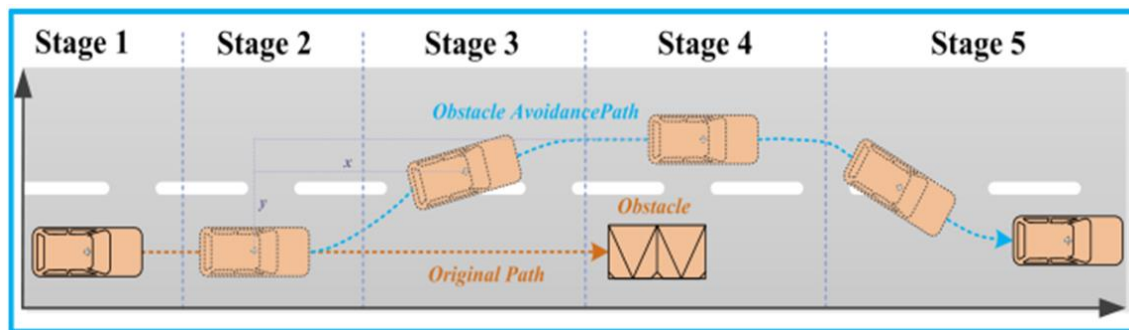 Stage 1 Stage 2 Stage 3 Stage 4 Stage 5
Obstacle AvoidancePath
x
y
Obstacle
Original Path